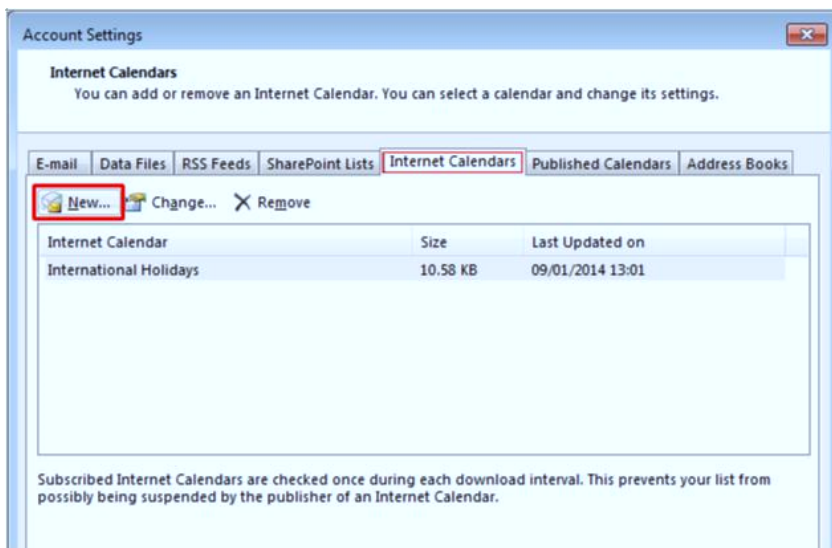 Account Settings
Internet Calendars
You can add or remove an Internet Calendar. You can select a calendar and change its settings.
E-mail Data Files RSS Feeds SharePoint Lists Internet Calendars Published Calendars Address Books
New... Change... Remove
Internet Calendar Size Last Updated on
International Holidays 10.58 KB 09/01/2014 13:01
Subscribed Internet Calendars are checked once during each download interval. This prevents your list from
possibly being suspended by the publisher of an Internet Calendar.